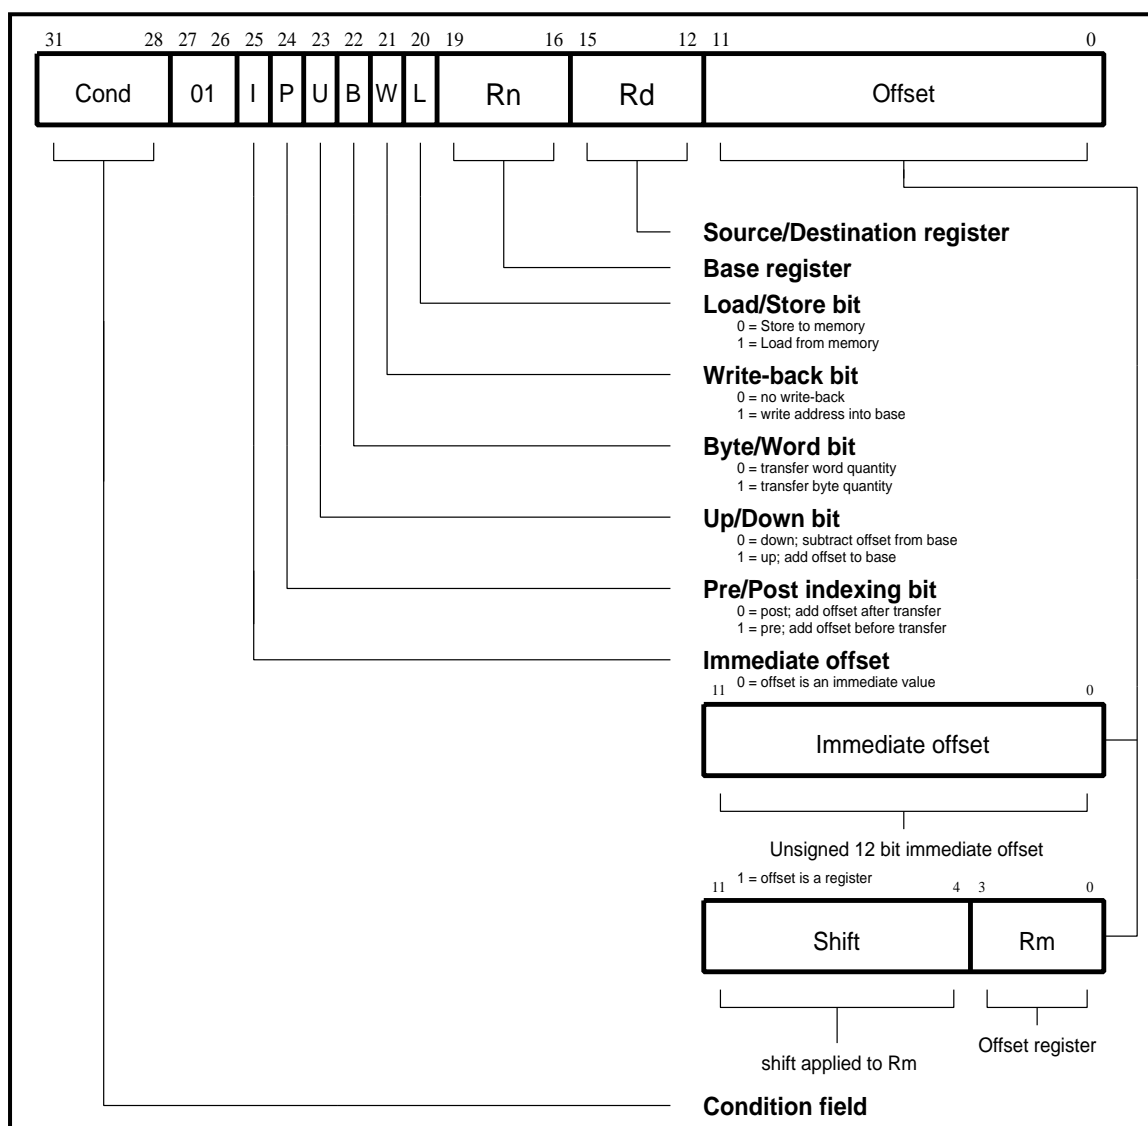 31 28 27 26 25 24 23 22 21 20 19 16 15 12 11 0
Cond 01 I P U B W L Rn Rd Offset
Source/Destination register
Base register
Load/Store bit
0 = Store to memory
1 = Load from memory
Write-back bit
0 = no write-back
1 = write address into base
Byte/Word bit
0 = transfer word quantity
1 = transfer byte quantity
Up/Down bit
0 = down; subtract offset from base
1 = up; add offset to base
Pre/Post indexing bit
0 = post; add offset after transfer
1 = pre; add offset before transfer
Immediate offset
0 = offset is an immediate value
11 0
Immediate offset
Unsigned 12 bit immediate offset
1 = offset is a register
11 4 3 0
Shift Rm
Offset register
shift applied to Rm
Condition field